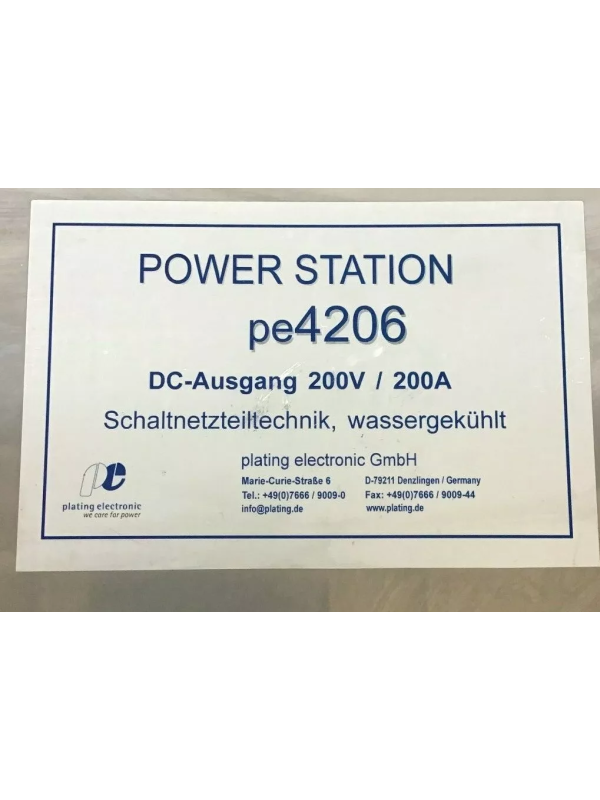 POWER STATION
pe4206
DC-Ausgang 200V / 200A
Schaltnetzteiltechnik, wassergekühlt
pe
plating electronic
we care for power
plating electronic GmbH
Marie-Curie-Straße 6 D-79211 Denzlingen / Germany
Tel.: +49(0)7666 / 9009-0 Fax: +49(0)7666 / 9009-44
info@plating.de www.plating.de